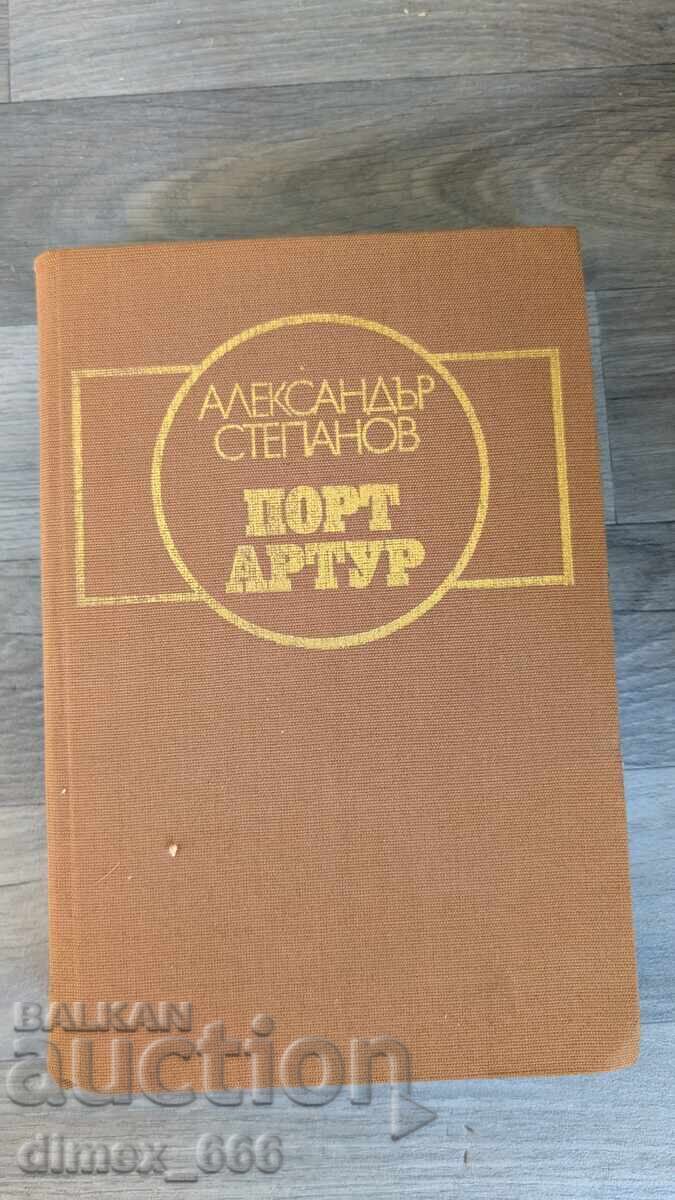 АЛЕКСАНДЪР
СТЕПАНОВ
ПОРТ
АРТУР
BALKAN
auction
dimex_666